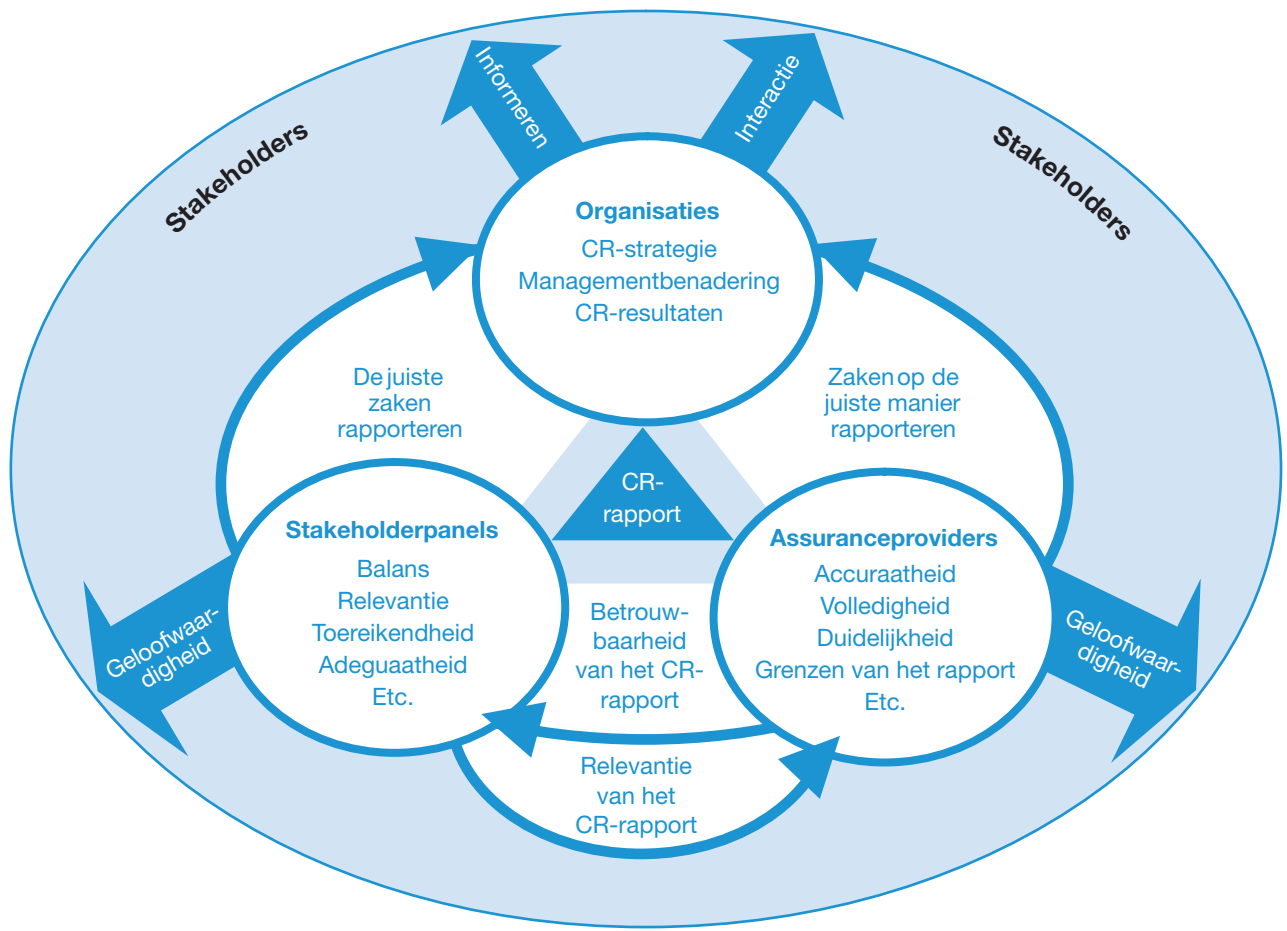 Informeren
Interactie
Stakeholders
Stakeholders
Organisaties
CR-strategie
Managementbenadering
CR-resultaten
De juiste
zaken
rapporteren
Zaken op de
juiste manier
rapporteren
CR-
rapport
Stakeholderpanels
Balans
Relevantie
Toereikendheid
Adeguaatheid
Etc.
Assuranceproviders
Accuraatheid
Volledigheid
Duidelijkheid
Grenzen van het rapport
Etc.
Geloofwaar-
digheid
Betrouw-
baarheid
van het CR-
rapport
Geloofwaar-
digheid
Relevantie
van het
CR-rapport